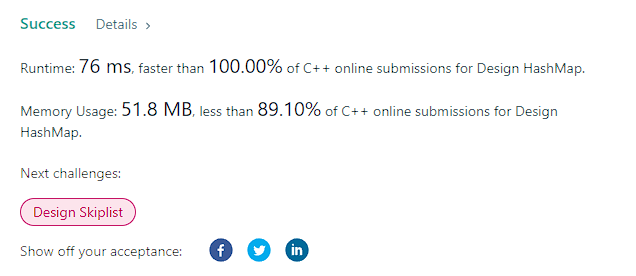 Success Details >
Runtime: 76 ms, faster than 100.00% of C++ online submissions for Design HashMap.
Memory Usage: 51.8 MB, less than 89.10% of C++ online submissions for Design
HashMap.
Next challenges:
Design Skiplist
Show off your acceptance: f in